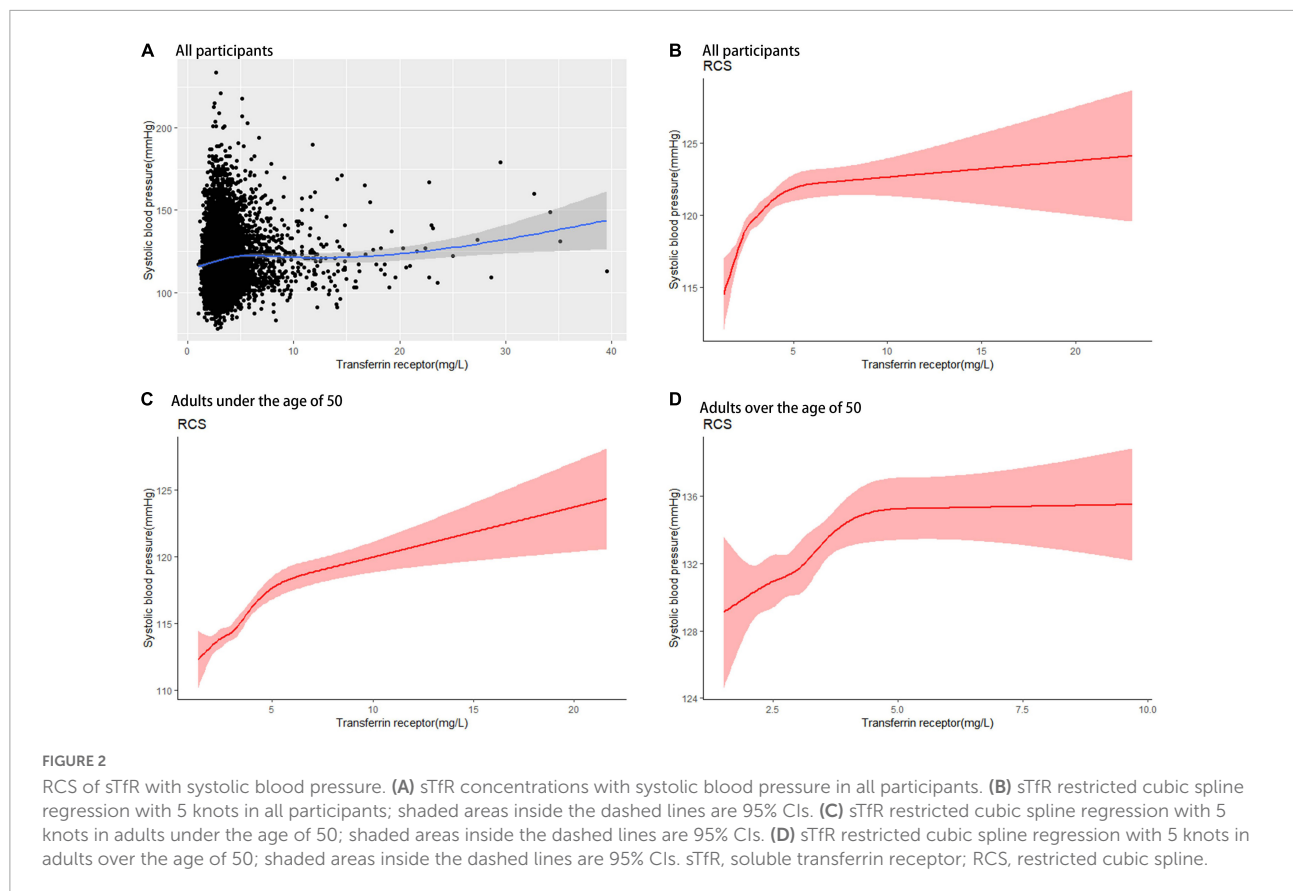 A All participants
Systolic blood pressure(mmHg)
200
150
100
0 10 20 30 40
Transferrin receptor(mg/L)
B All participants
RCS
Systolic blood pressure(mmHg)
125
120
115
5 10 15 20
Transferrin receptor(mg/L)
C Adults under the age of 50
RCS
Systolic blood pressure(mmHg)
125
120
115
110
5 10 15 20
Transferrin receptor(mg/L)
D Adults over the age of 50
RCS
Systolic blood pressure(mmHg)
136
132
128
124
2.5 5.0 7.5 10.0
Transferrin receptor(mg/L)
FIGURE 2
RCS of sTfR with systolic blood pressure. (A) sTfR concentrations with systolic blood pressure in all participants. (B) sTfR restricted cubic spline
regression with 5 knots in all participants; shaded areas inside the dashed lines are 95% CIs. (C) sTfR restricted cubic spline regression with 5
knots in adults under the age of 50; shaded areas inside the dashed lines are 95% CIs. (D) sTfR restricted cubic spline regression with 5 knots in
adults over the age of 50; shaded areas inside the dashed lines are 95% CIs. sTfR, soluble transferrin receptor; RCS, restricted cubic spline.